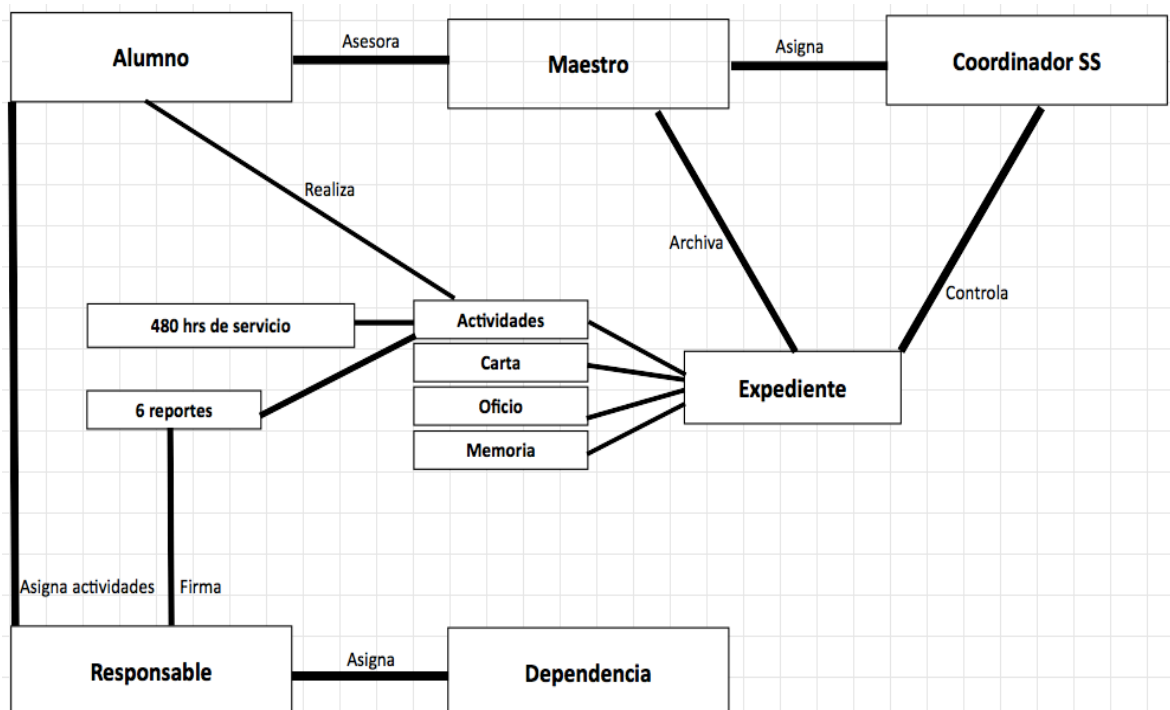 Alumno
Asesora
Maestro
Asigna
Coordinador SS
Realiza
Archiva
Controla
480 hrs de servicio
Actividades
Carta
Expediente
6 reportes
Oficio
Memoria
Asigna actividades
Firma
Responsable
Asigna
Dependencia